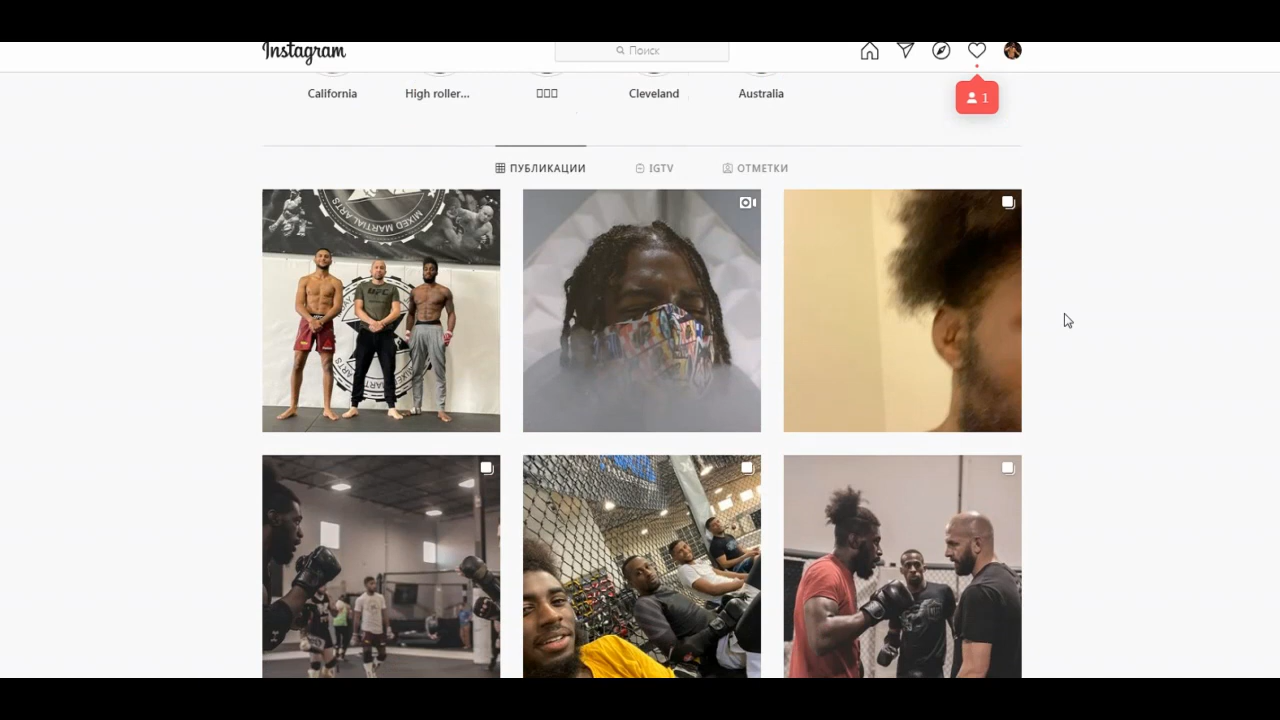 Instagram
Поиск
California
High roller...
Cleveland
Australia
1
ПУБЛИКАЦИИ
IGTV
ОТМЕТКИ
MIXED MARTIAL ARTS
UFC